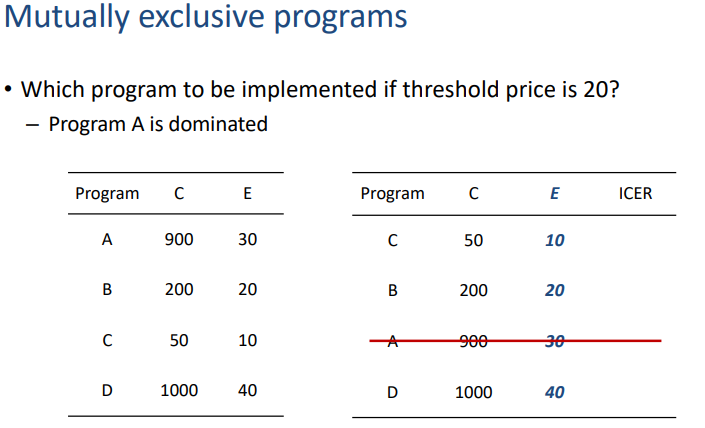 Mutually exclusive programs
• Which program to be implemented if threshold price is 20?
– Program A is dominated
Program C E
A 900 30
B 200 20
C 50 10
D 1000 40
Program C E ICER
C 50 10
B 200 20
A 900 30
D 1000 40